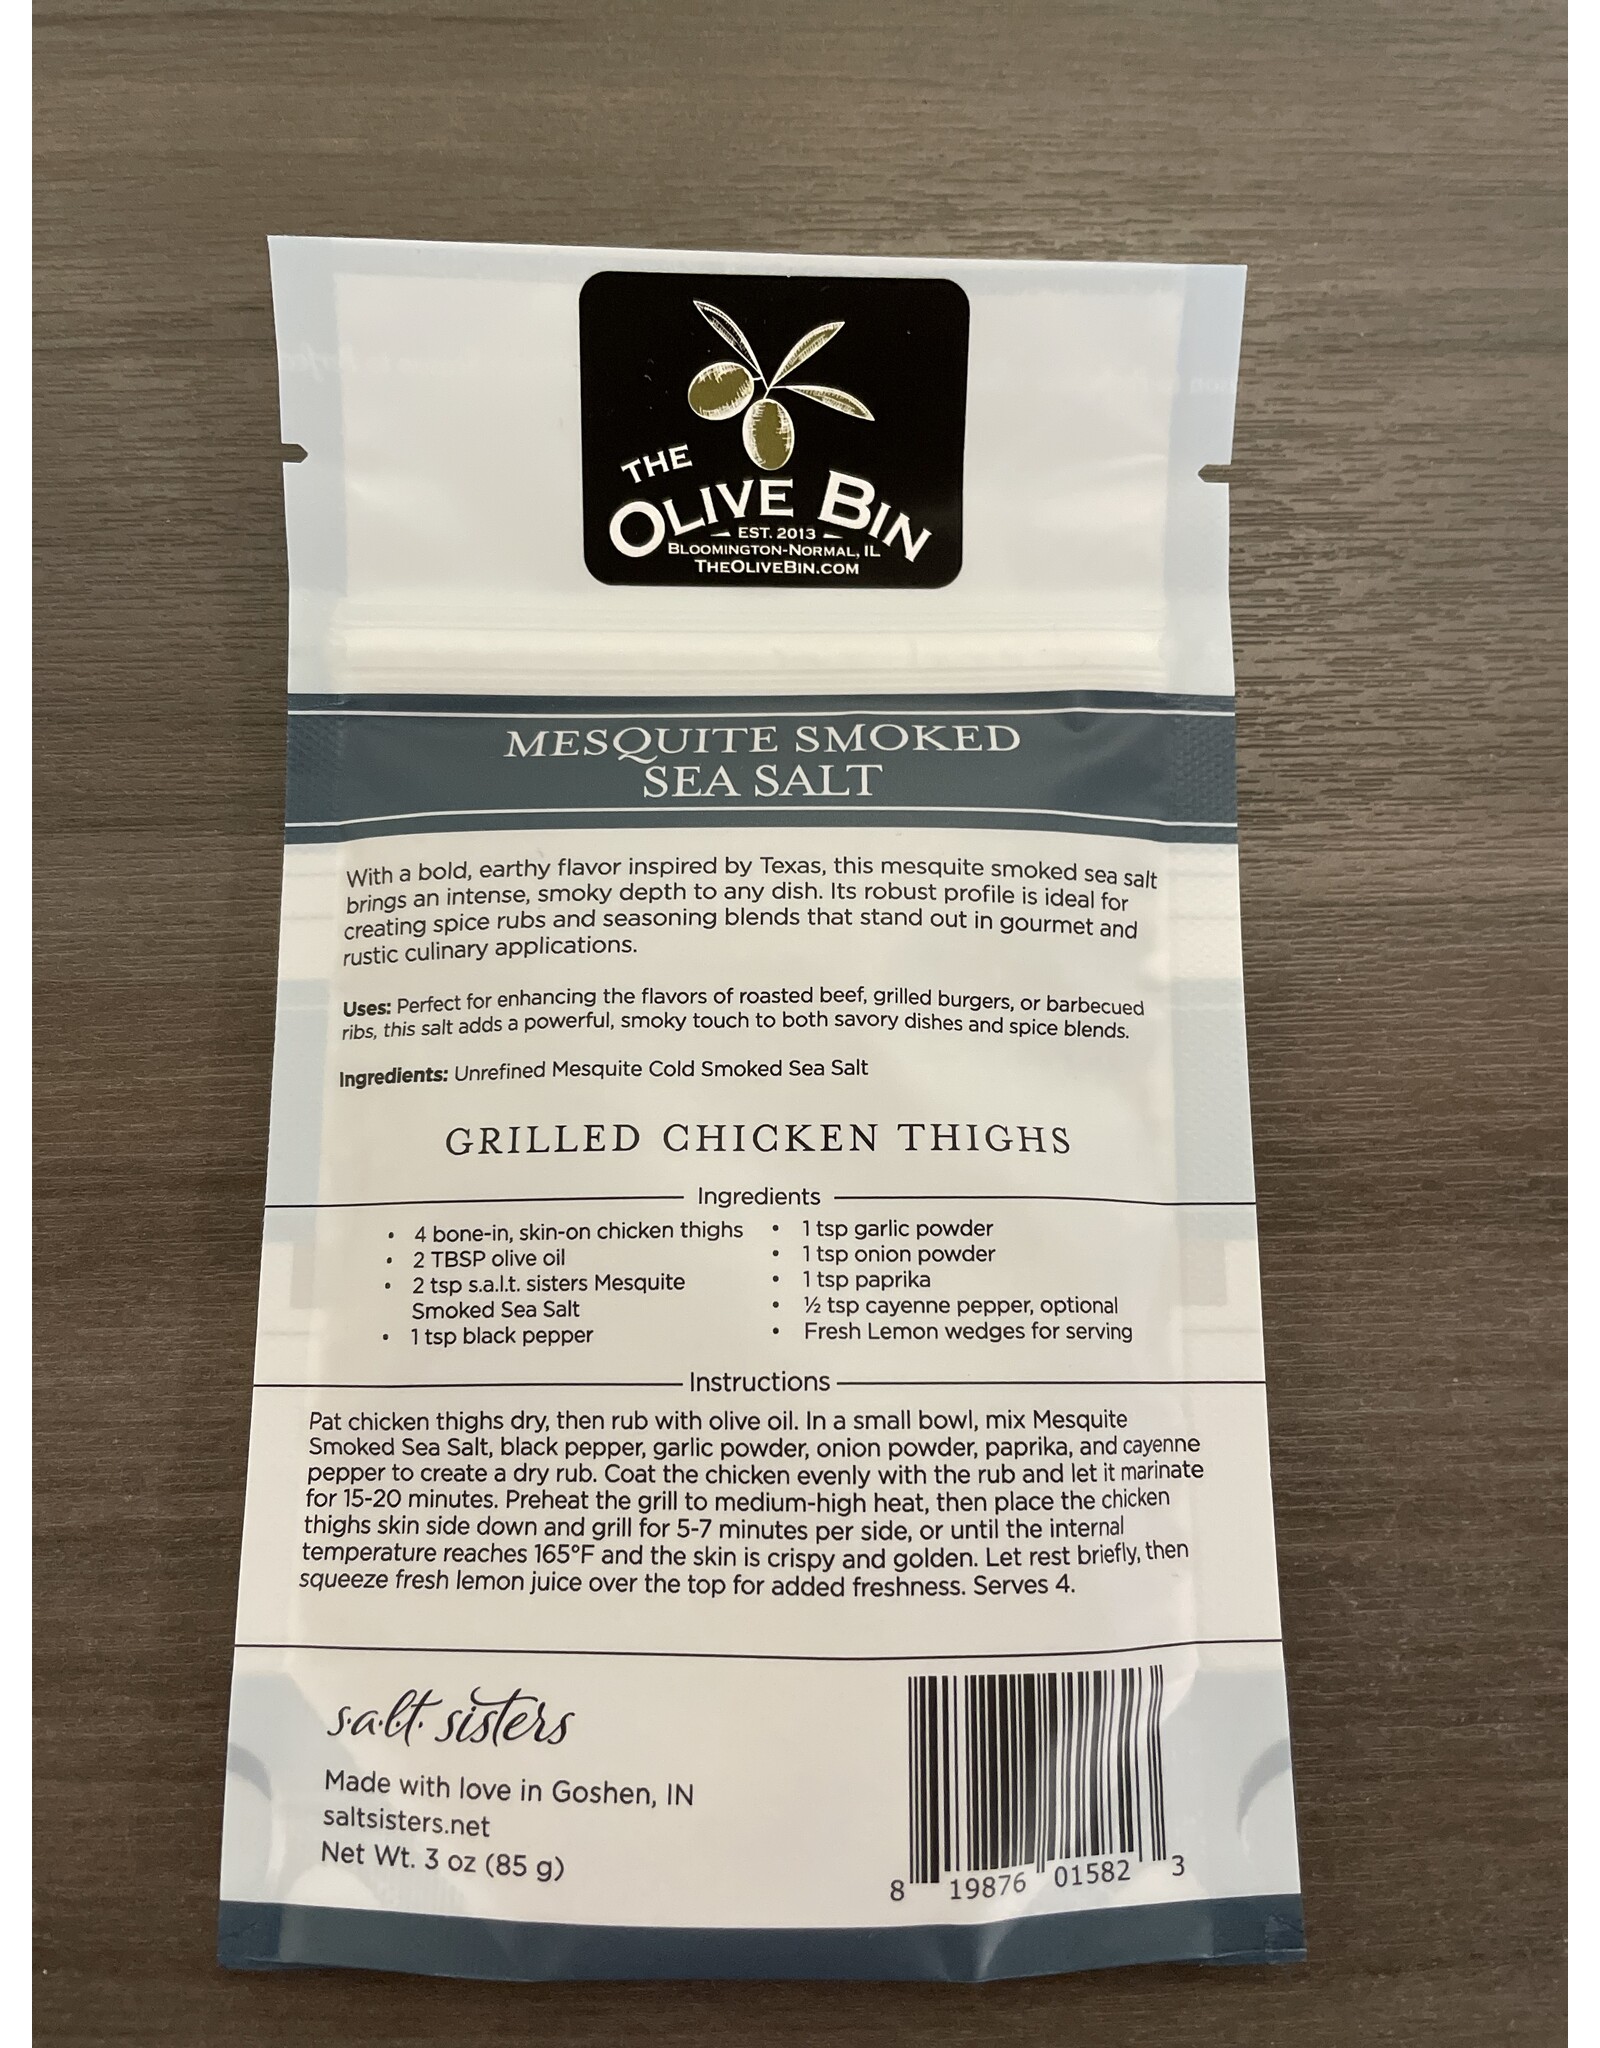 THE
OLIVE BIN
EST. 2013
BLOOMINGTON-NORMAL, IL
THEOLIVEBIN.COM
MESQUITE SMOKED
SEA SALT
With a bold, earthy flavor inspired by Texas, this mesquite smoked sea salt
brings an intense, smoky depth to any dish. Its robust profile is ideal for
creating spice rubs and seasoning blends that stand out in gourmet and
rustic culinary applications.
Uses: Perfect for enhancing the flavors of roasted beef, grilled burgers, or barbecued
ribs, this salt adds a powerful, smoky touch to both savory dishes and spice blends.
Ingredients: Unrefined Mesquite Cold Smoked Sea Salt
GRILLED CHICKEN THIGHS
Ingredients
• 4 bone-in, skin-on chicken thighs
• 2 TBSP olive oil
• 2 tsp s.a.l.t. sisters Mesquite
Smoked Sea Salt
• 1 tsp black pepper
• 1 tsp garlic powder
• 1 tsp onion powder
• 1 tsp paprika
• ½ tsp cayenne pepper, optional
• Fresh Lemon wedges for serving
Instructions
Pat chicken thighs dry, then rub with olive oil. In a small bowl, mix Mesquite
Smoked Sea Salt, black pepper, garlic powder, onion powder, paprika, and cayenne
pepper to create a dry rub. Coat the chicken evenly with the rub and let it marinate
for 15-20 minutes. Preheat the grill to medium-high heat, then place the chicken
thighs skin side down and grill for 5-7 minutes per side, or until the internal
temperature reaches 165°F and the skin is crispy and golden. Let rest briefly, then
squeeze fresh lemon juice over the top for added freshness. Serves 4.
s.a.l.t. sisters
Made with love in Goshen, IN
saltsisters.net
Net Wt. 3 oz (85 g)
8 19876 01582 3